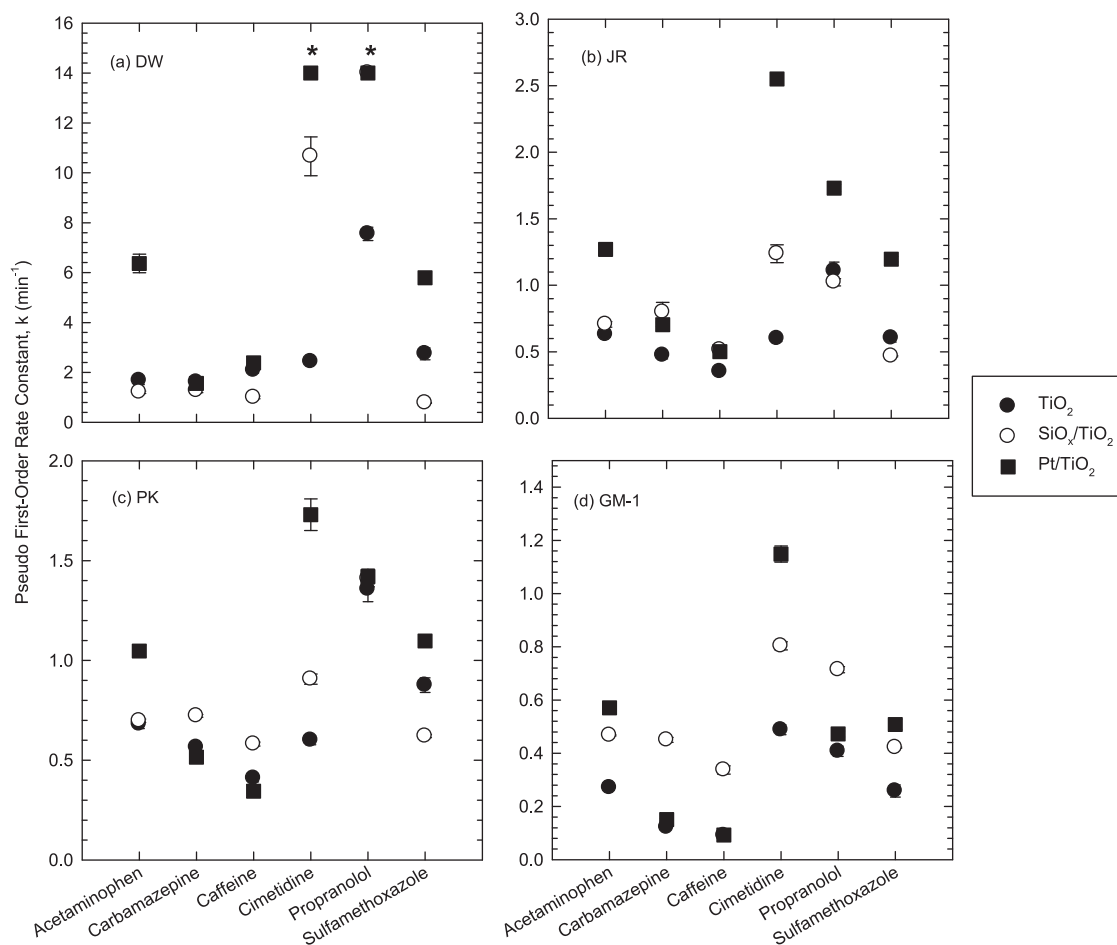 Pseudo First-Order Rate Constant, k (min⁻¹)
(a) DW
* *
16
14
12
10
8
6
4
2
0
(b) JR
3.0
2.5
2.0
1.5
1.0
0.5
0.0
TiO₂
SiOₓ/TiO₂
Pt/TiO₂
(c) PK
2.0
1.5
1.0
0.5
0.0
Acetaminophen
Carbamazepine
Caffeine
Cimetidine
Propranolol
Sulfamethoxazole
(d) GM-1
1.4
1.2
1.0
0.8
0.6
0.4
0.2
0.0
Acetaminophen
Carbamazepine
Caffeine
Cimetidine
Propranolol
Sulfamethoxazole